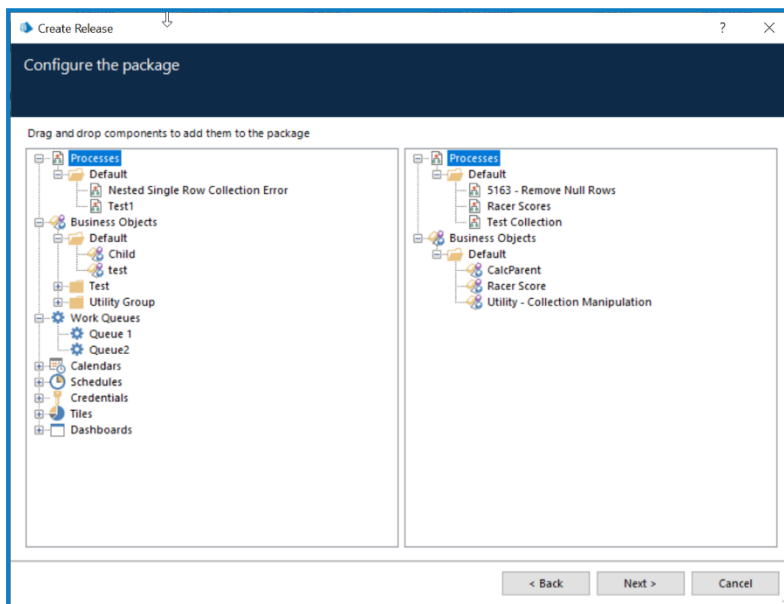 Create Release
?
Configure the package
Drag and drop components to add them to the package
Processes
Default
Nested Single Row Collection Error
Test1
Business Objects
Default
Child
test
Test
Utility Group
Work Queues
Queue 1
Queue2
Calendars
Schedules
Credentials
Tiles
Dashboards
Processes
Default
5163 - Remove Null Rows
Racer Scores
Test Collection
Business Objects
Default
CalcParent
Racer Score
Utility - Collection Manipulation
< Back
Next >
Cancel